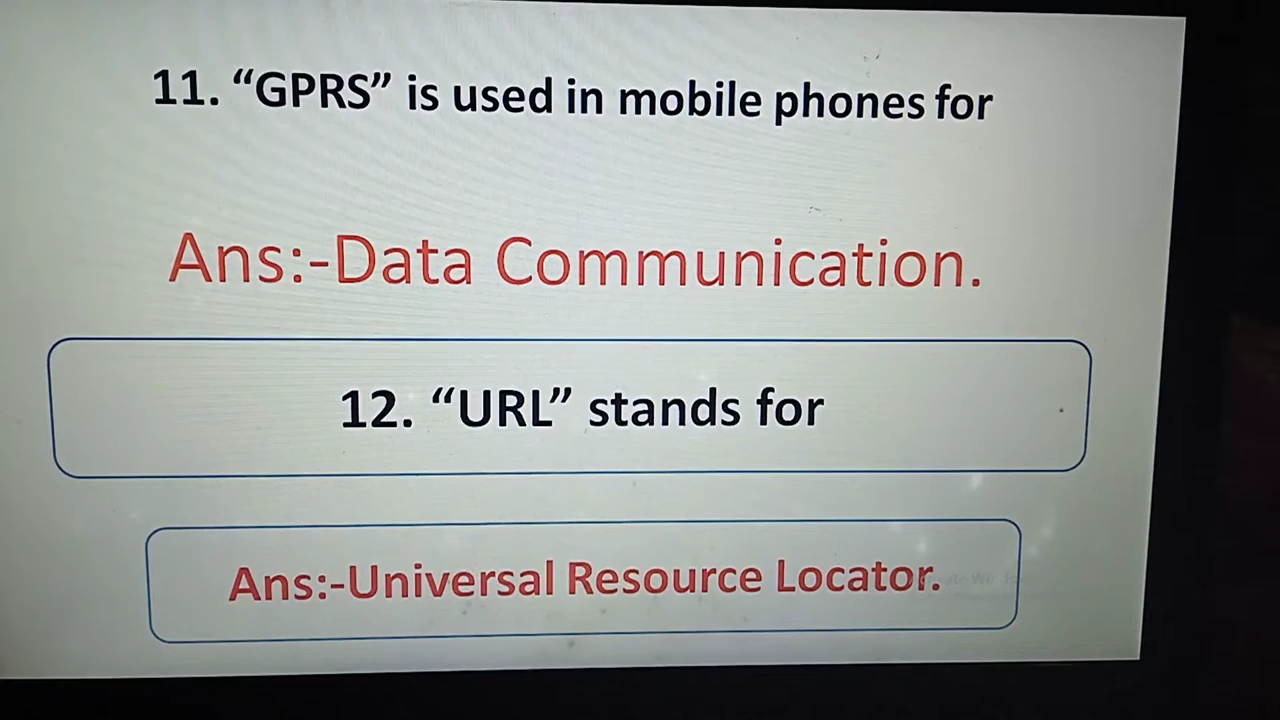 11. “GPRS” is used in mobile phones for
Ans:-Data Communication.
12. “URL” stands for
Ans:-Universal Resource Locator.